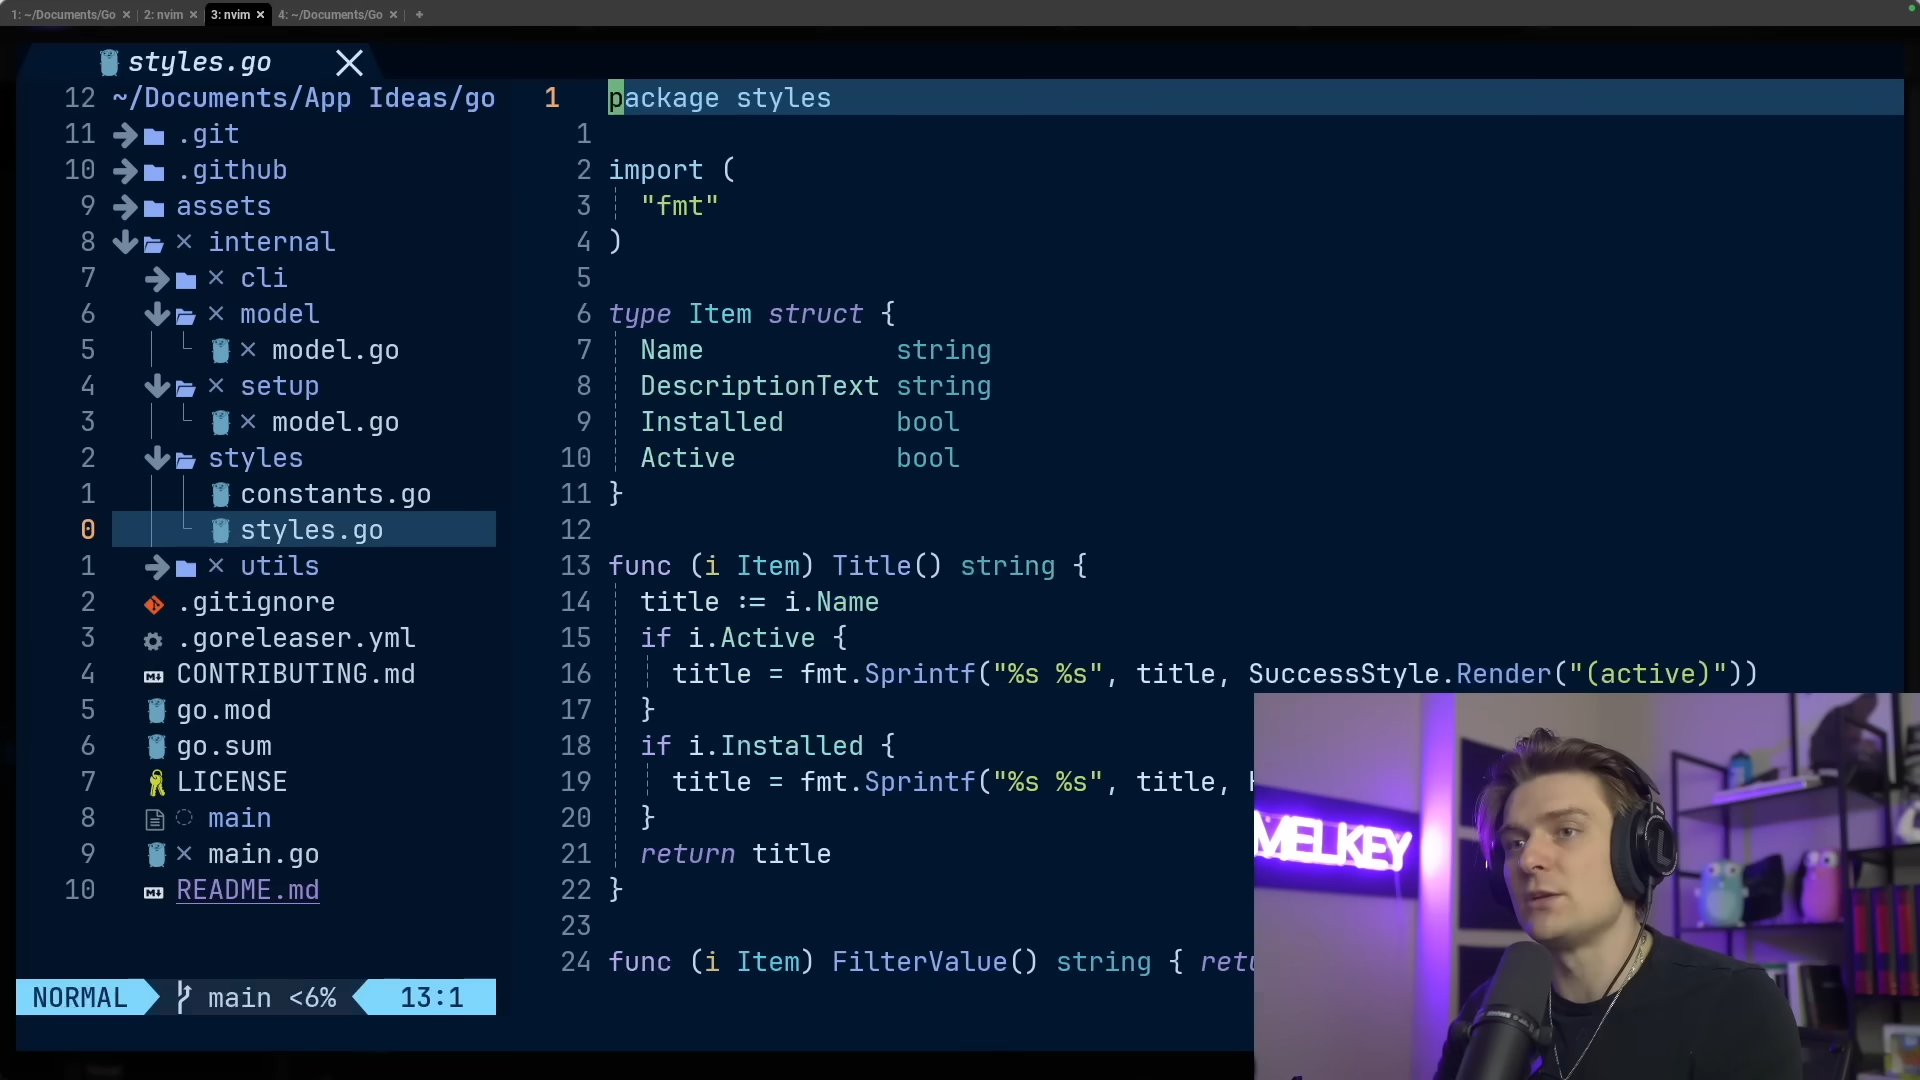 1: ~/Documents/Go × 2: nvim × 3: nvim × 4: ~/Documents/Go × +
styles.go
12 ~/Documents/App Ideas/go
11 .git
10 .github
9 assets
8 × internal
7 × cli
6 × model
5 × model.go
4 × setup
3 × model.go
2 styles
1 constants.go
0 styles.go
1 × utils
2 .gitignore
3 .goreleaser.yml
4 CONTRIBUTING.md
5 go.mod
6 go.sum
7 LICENSE
8 main
9 × main.go
10 README.md
NORMAL main <6% 13:1
1 package styles
1
2 import (
3 "fmt"
4 )
5
6 type Item struct {
7 Name string
8 DescriptionText string
9 Installed bool
10 Active bool
11 }
12
13 func (i Item) Title() string {
14 title := i.Name
15 if i.Active {
16 title = fmt.Sprintf("%s %s", title, SuccessStyle.Render("(active)"))
17 }
18 if i.Installed {
19 title = fmt.Sprintf("%s %s", title,
20 }
21 return title
22 }
23
24 func (i Item) FilterValue() string { retu
MELKEY